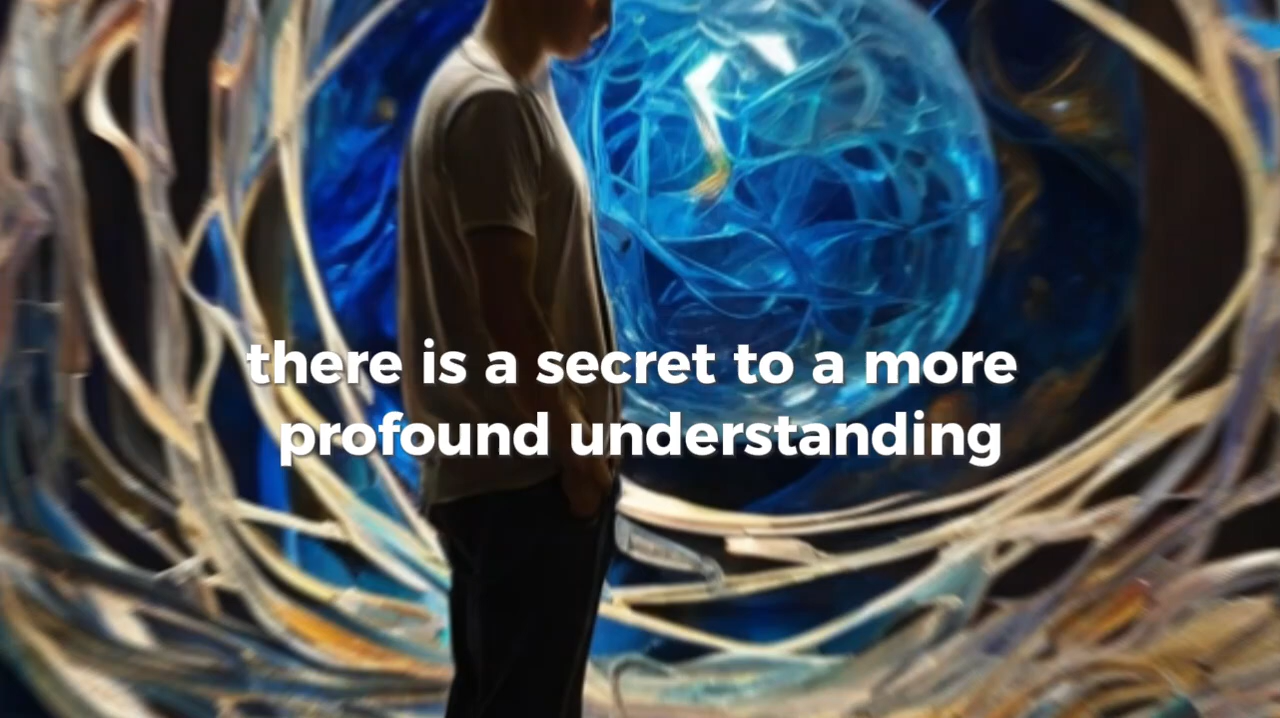 there is a secret to a more
profound understanding